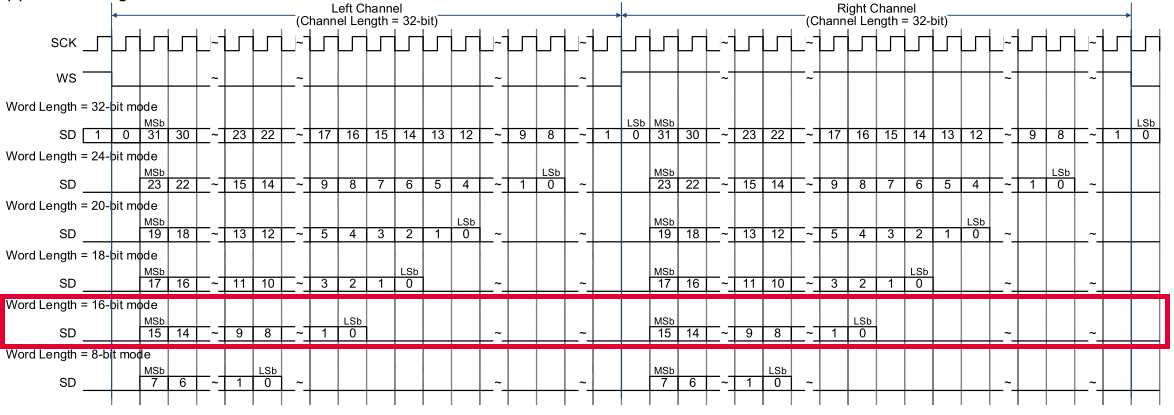 Left Channel Right Channel
(Channel Length = 32-bit) (Channel Length = 32-bit)
SCK ~ ~ ~ ~ ~ ~ ~ ~
WS ~ ~ ~ ~
Word Length = 32-bit mode
MSb LSb MSb LSb
SD 1 0 31 30 ~ 23 22 ~ 17 16 15 14 13 12 ~ 9 8 ~ 1 0 31 30 ~ 23 22 ~ 17 16 15 14 13 12 ~ 9 8 ~ 1 0
Word Length = 24-bit mode
MSb LSb MSb LSb
SD 23 22 ~ 15 14 ~ 9 8 7 6 5 4 ~ 1 0 ~ 23 22 ~ 15 14 ~ 9 8 7 6 5 4 ~ 1 0 ~
Word Length = 20-bit mode
MSb LSb MSb LSb
SD 19 18 ~ 13 12 ~ 5 4 3 2 1 0 ~ ~ 19 18 ~ 13 12 ~ 5 4 3 2 1 0 ~ ~
Word Length = 18-bit mode
MSb LSb MSb LSb
SD 17 16 ~ 11 10 ~ 3 2 1 0 ~ ~ 17 16 ~ 11 10 ~ 3 2 1 0 ~ ~
Word Length = 16-bit mode
MSb LSb MSb LSb
SD 15 14 ~ 9 8 ~ 1 0 ~ ~ 15 14 ~ 9 8 ~ 1 0 ~ ~
Word Length = 8-bit mode
MSb LSb MSb LSb
SD 7 6 ~ 1 0 ~ ~ 7 6 ~ 1 0 ~ ~